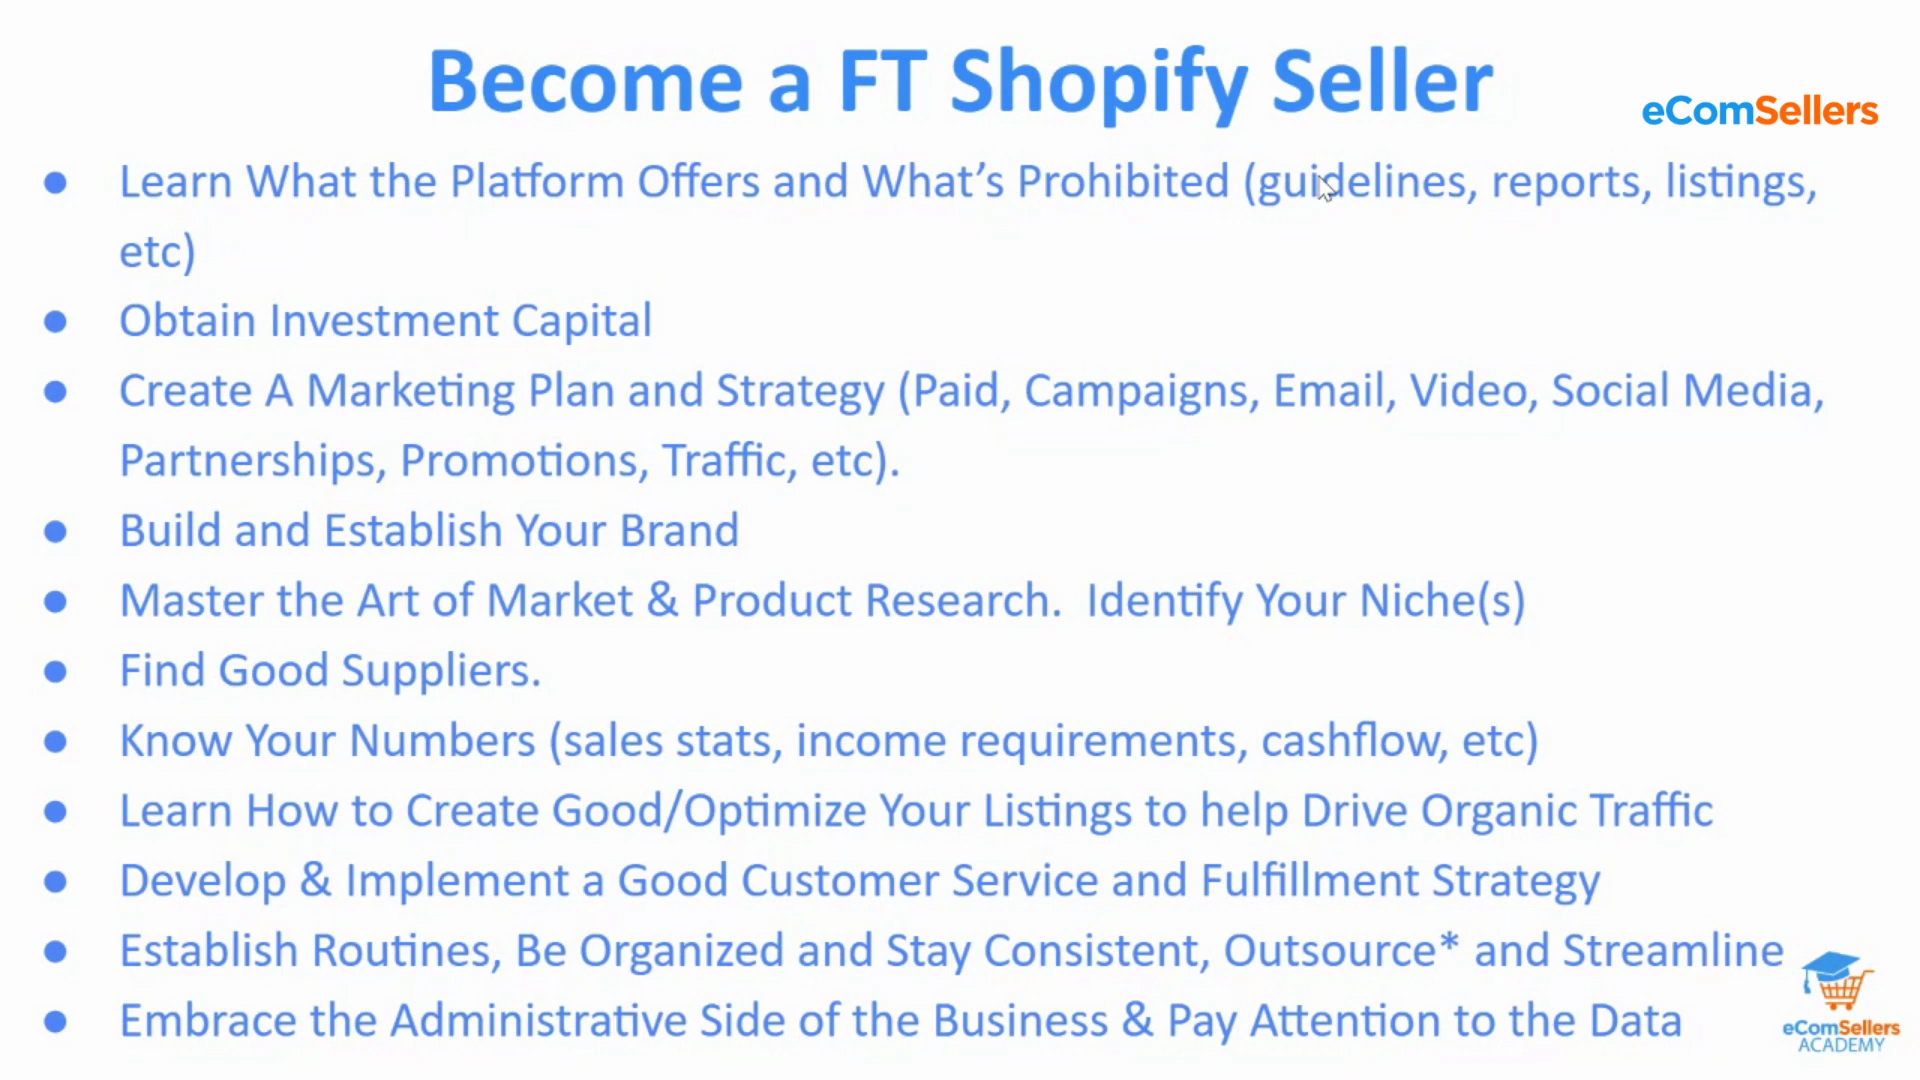 Become a FT Shopify Seller
eComSellers
● Learn What the Platform Offers and What’s Prohibited (guidelines, reports, listings,
etc)
● Obtain Investment Capital
● Create A Marketing Plan and Strategy (Paid, Campaigns, Email, Video, Social Media,
Partnerships, Promotions, Traffic, etc).
● Build and Establish Your Brand
● Master the Art of Market & Product Research.  Identify Your Niche(s)
● Find Good Suppliers.
● Know Your Numbers (sales stats, income requirements, cashflow, etc)
● Learn How to Create Good/Optimize Your Listings to help Drive Organic Traffic
● Develop & Implement a Good Customer Service and Fulfillment Strategy
● Establish Routines, Be Organized and Stay Consistent, Outsource* and Streamline
● Embrace the Administrative Side of the Business & Pay Attention to the Data
eComSellers
ACADEMY